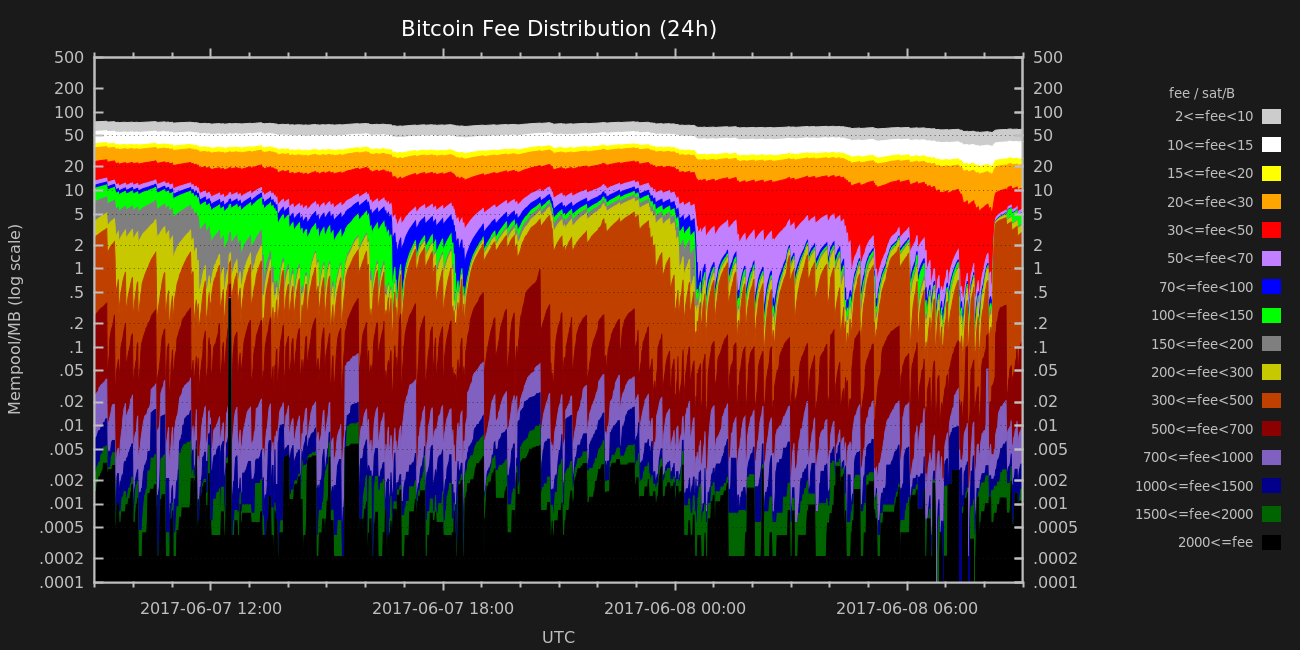 Bitcoin Fee Distribution (24h)
Mempool/MB (log scale)
500
200
100
50
20
10
5
2
1
.5
.2
.1
.05
.02
.01
.005
.002
.001
.0005
.0002
.0001
500
200
100
50
20
10
5
2
1
.5
.2
.1
.05
.02
.01
.005
.002
.001
.0005
.0002
.0001
2017-06-07 12:00
2017-06-07 18:00
2017-06-08 00:00
2017-06-08 06:00
UTC
fee / sat/B
2<=fee<10
10<=fee<15
15<=fee<20
20<=fee<30
30<=fee<50
50<=fee<70
70<=fee<100
100<=fee<150
150<=fee<200
200<=fee<300
300<=fee<500
500<=fee<700
700<=fee<1000
1000<=fee<1500
1500<=fee<2000
2000<=fee